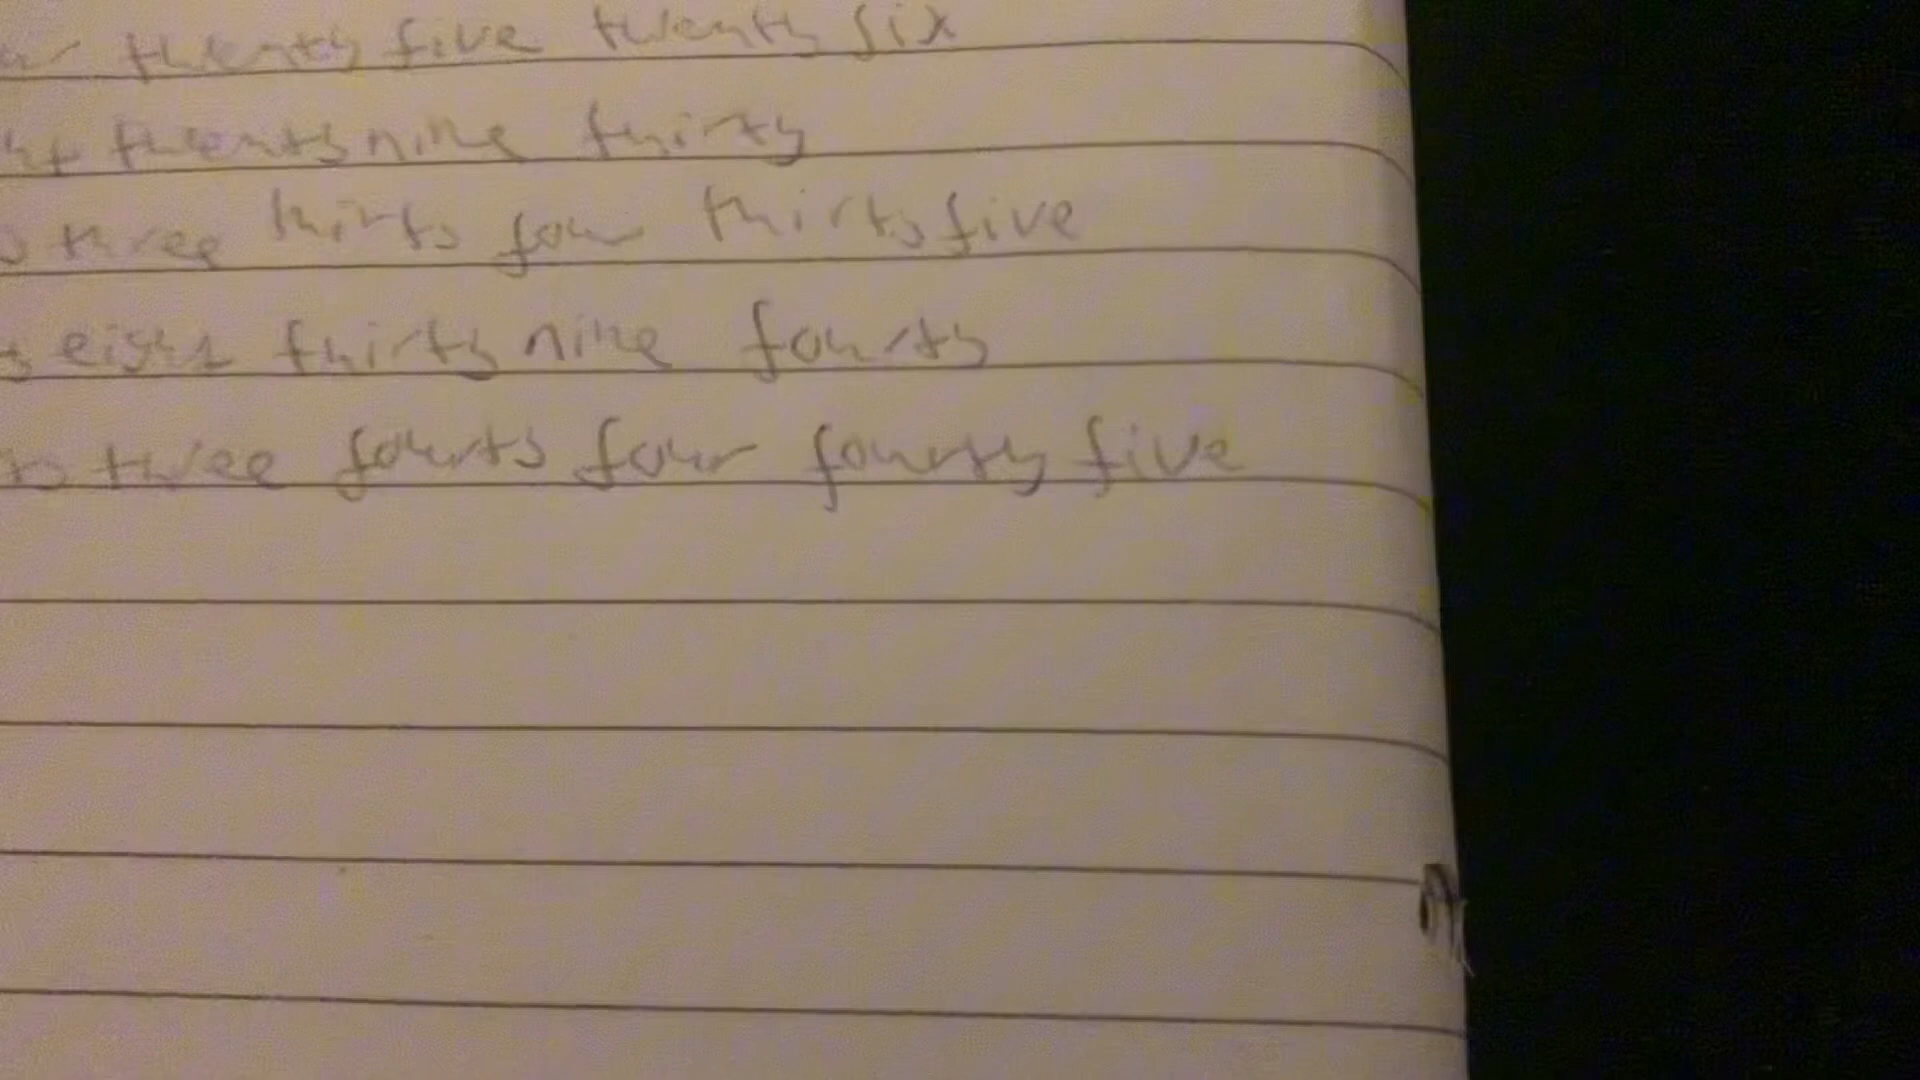 twenty five twenty six
twenty nine thirty
three hirty four thirty five
eight thirty nine fourty
three fourty four fourty five